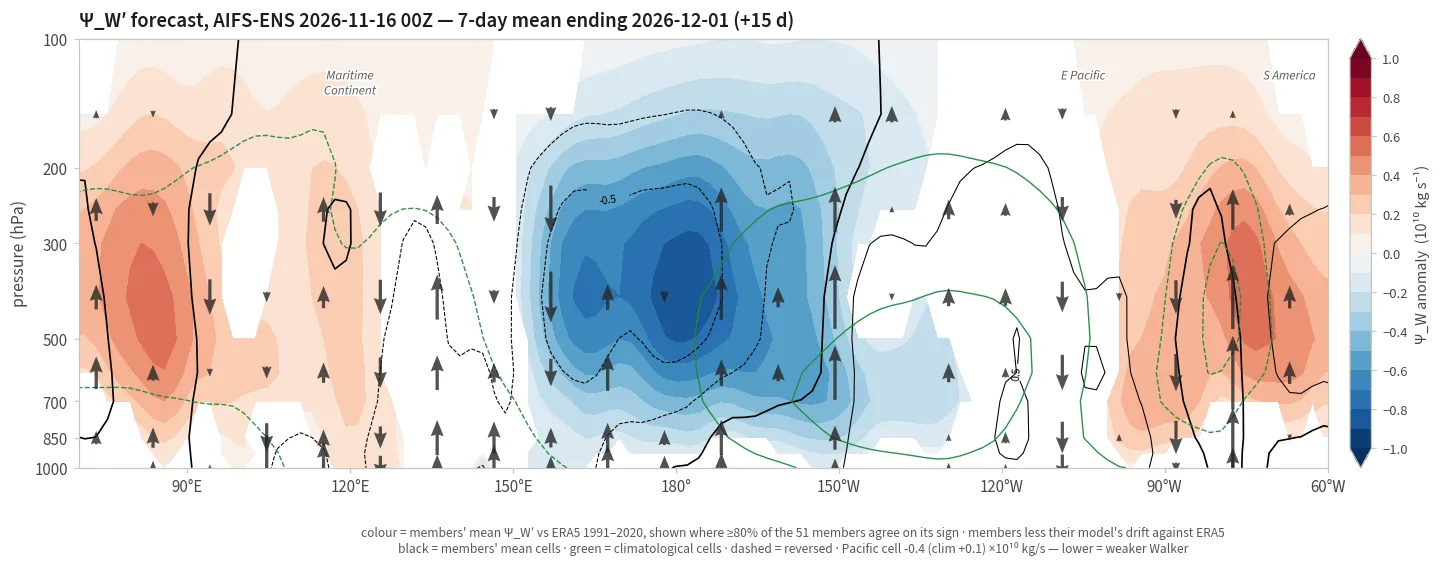 Ψ_W′ forecast, AIFS-ENS 2026-11-16 00Z — 7-day mean ending 2026-12-01 (+15 d)
100
200
300
400
500
700
850
1000
pressure (hPa)
Maritime
Continent
E Pacific
S America
-0.5
0.5
90°E
120°E
150°E
180°
150°W
120°W
90°W
60°W
1.0
0.8
0.6
0.4
0.2
0.0
−0.2
−0.4
−0.6
−0.8
−1.0
Ψ_W anomaly (10¹⁰ kg s⁻¹)
colour = members' mean Ψ_W′ vs ERA5 1991–2020, shown where ≥80% of the 51 members agree on its sign · members less their model's drift against ERA5
black = members' mean cells · green = climatological cells · dashed = reversed · Pacific cell -0.4 (clim +0.1) ×10¹⁰ kg/s — lower = weaker Walker